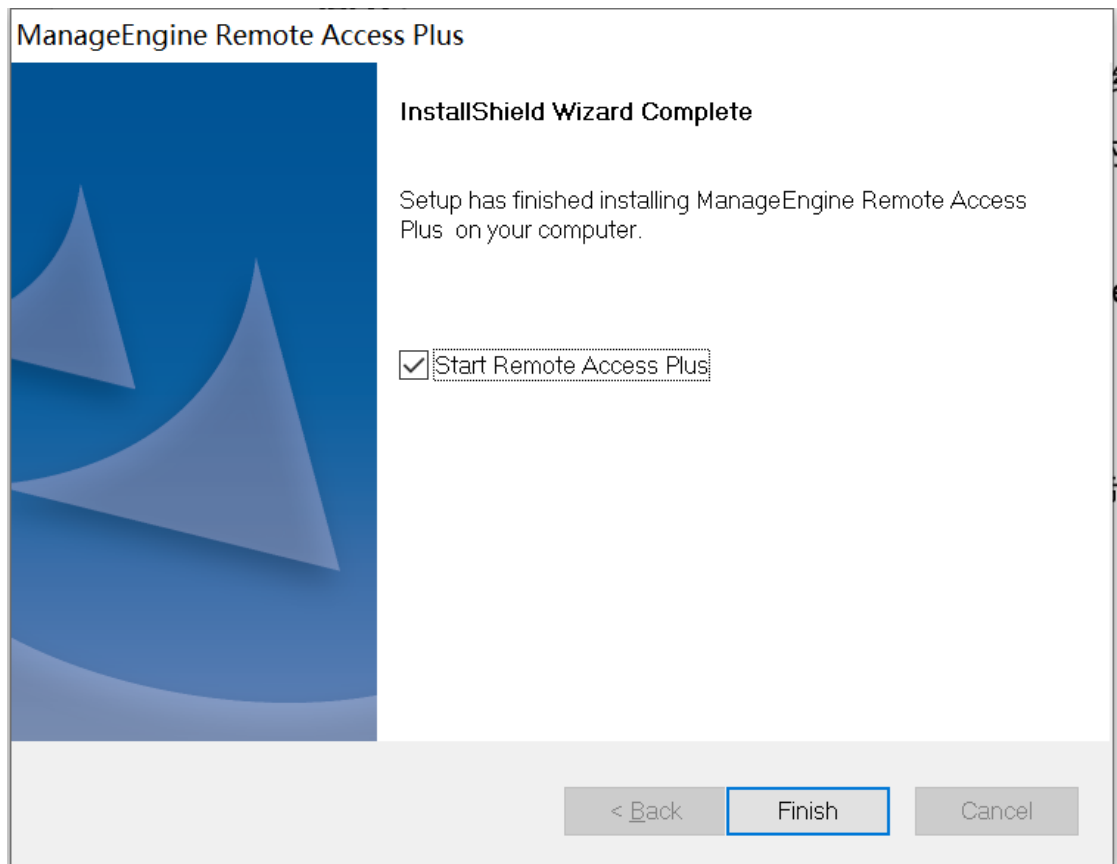 ManageEngine Remote Access Plus
InstallShield Wizard Complete
Setup has finished installing ManageEngine Remote Access
Plus  on your computer.
Start Remote Access Plus
< Back
Finish
Cancel